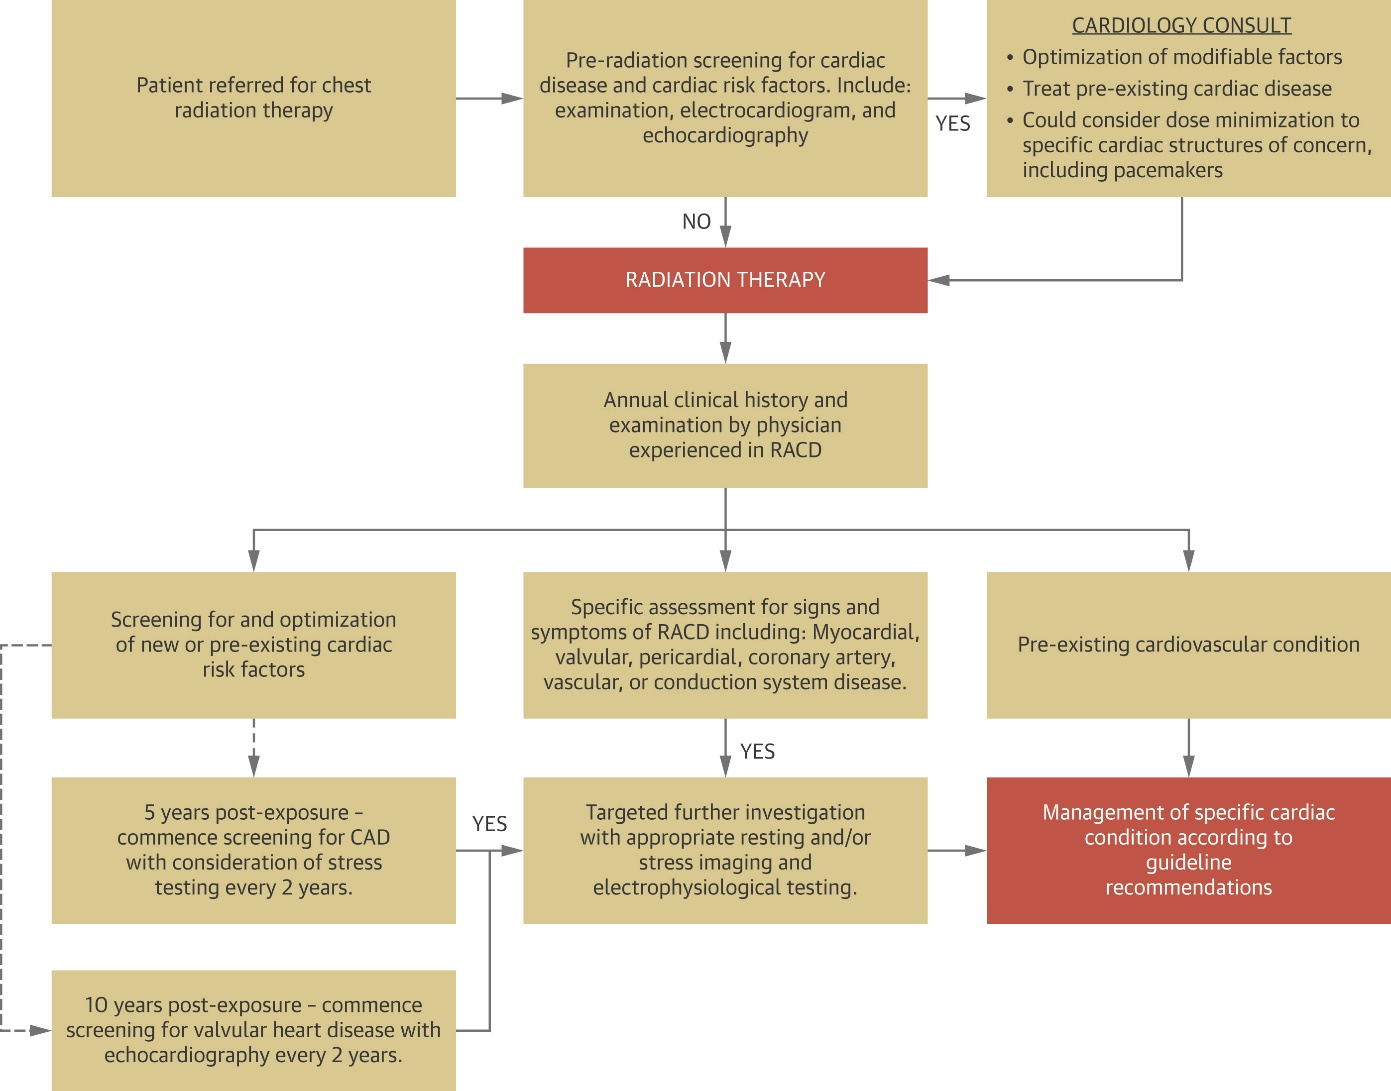 Patient referred for chest
radiation therapy
Pre-radiation screening for cardiac
disease and cardiac risk factors. Include:
examination, electrocardiogram, and
echocardiography
YES
CARDIOLOGY CONSULT
• Optimization of modifiable factors
• Treat pre-existing cardiac disease
• Could consider dose minimization to
specific cardiac structures of concern,
including pacemakers
NO
RADIATION THERAPY
Annual clinical history and
examination by physician
experienced in RACD
Screening for and optimization
of new or pre-existing cardiac
risk factors
Specific assessment for signs and
symptoms of RACD including: Myocardial,
valvular, pericardial, coronary artery,
vascular, or conduction system disease.
Pre-existing cardiovascular condition
YES
5 years post-exposure –
commence screening for CAD
with consideration of stress
testing every 2 years.
YES
Targeted further investigation
with appropriate resting and/or
stress imaging and
electrophysiological testing.
Management of specific cardiac
condition according to
guideline
recommendations
10 years post-exposure – commence
screening for valvular heart disease with
echocardiography every 2 years.